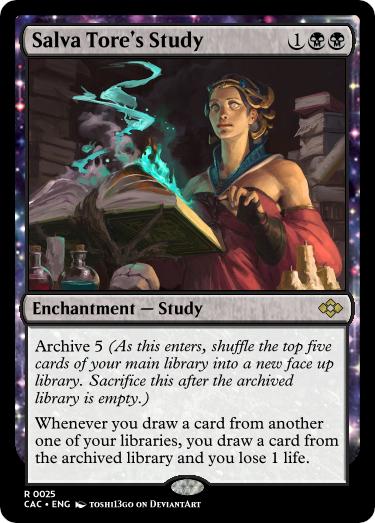 Salva Tore's Study 1
Enchantment — Study
Archive 5 (As this enters, shuffle the top five
cards of your main library into a new face up
library. Sacrifice this after the archived
library is empty.)
Whenever you draw a card from another
one of your libraries, you draw a card from
the archived library and you lose 1 life.
R 0025
CAC • ENG TOSHI13GO ON DEVIANTART